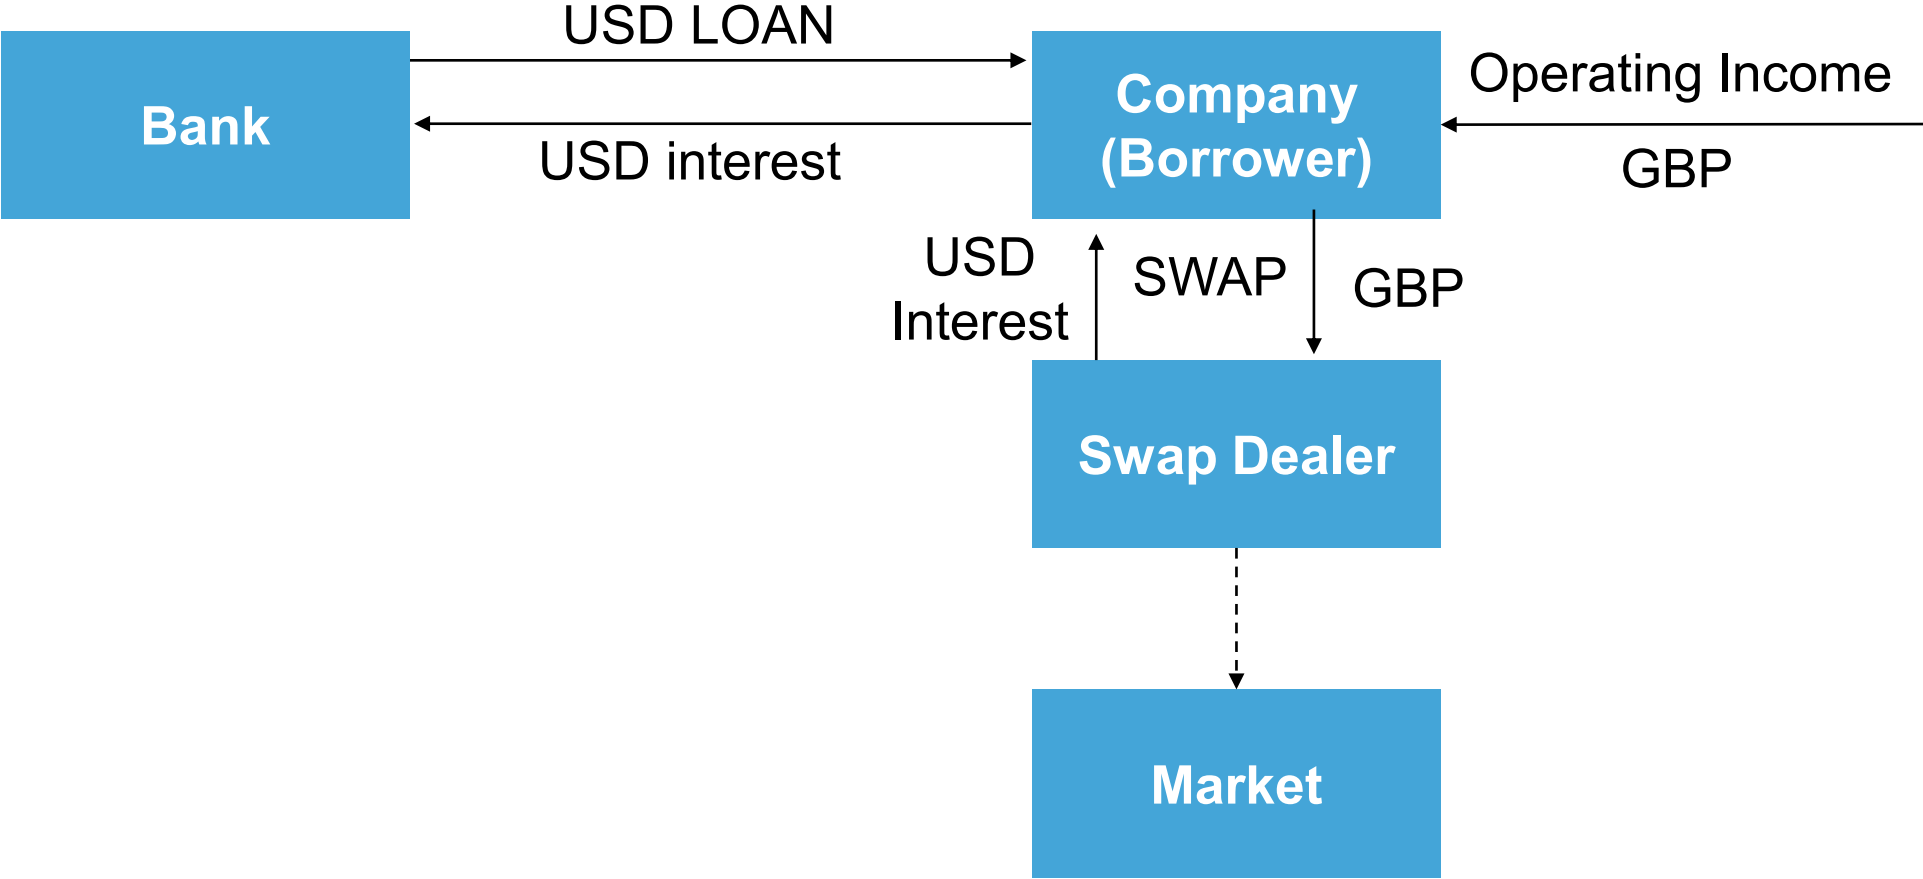 USD LOAN
Bank
USD interest
Company
(Borrower)
Operating Income
GBP
USD
Interest
SWAP
GBP
Swap Dealer
Market